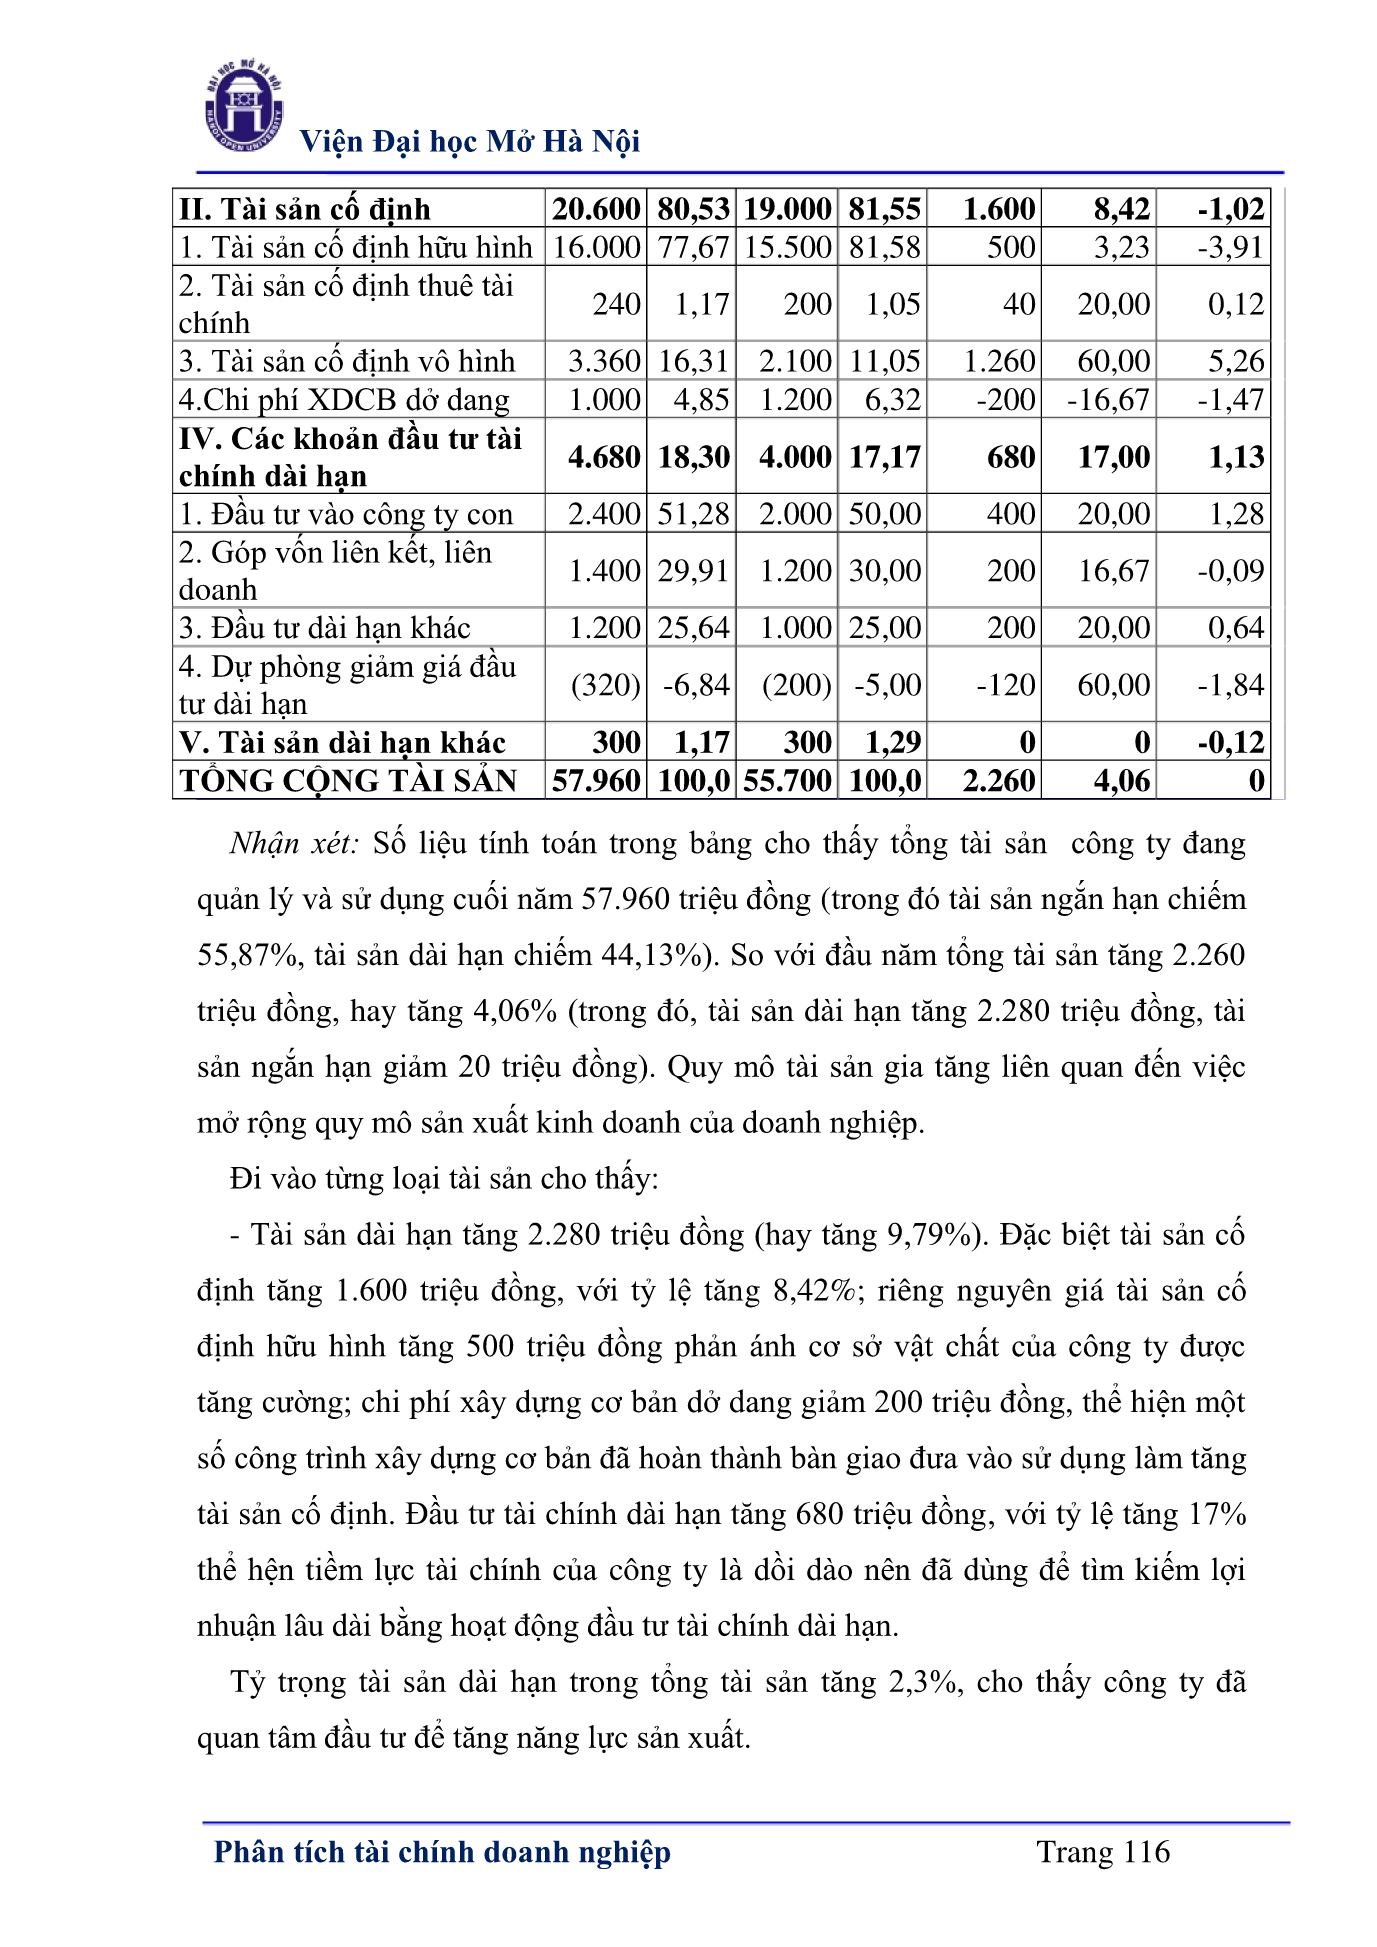 ĐẠI HỌC MỞ HÀ NỘI
HANOI OPEN UNIVERSITY
Viện Đại học Mở Hà Nội
II. Tài sản cố định 20.600 80,53 19.000 81,55 1.600 8,42 -1,02
1. Tài sản cố định hữu hình 16.000 77,67 15.500 81,58 500 3,23 -3,91
2. Tài sản cố định thuê tài
chính 240 1,17 200 1,05 40 20,00 0,12
3. Tài sản cố định vô hình 3.360 16,31 2.100 11,05 1.260 60,00 5,26
4.Chi phí XDCB dở dang 1.000 4,85 1.200 6,32 -200 -16,67 -1,47
IV. Các khoản đầu tư tài
chính dài hạn 4.680 18,30 4.000 17,17 680 17,00 1,13
1. Đầu tư vào công ty con 2.400 51,28 2.000 50,00 400 20,00 1,28
2. Góp vốn liên kết, liên
doanh 1.400 29,91 1.200 30,00 200 16,67 -0,09
3. Đầu tư dài hạn khác 1.200 25,64 1.000 25,00 200 20,00 0,64
4. Dự phòng giảm giá đầu
tư dài hạn (320) -6,84 (200) -5,00 -120 60,00 -1,84
V. Tài sản dài hạn khác 300 1,17 300 1,29 0 0 -0,12
TỔNG CỘNG TÀI SẢN 57.960 100,0 55.700 100,0 2.260 4,06 0
Nhận xét: Số liệu tính toán trong bảng cho thấy tổng tài sản công ty đang
quản lý và sử dụng cuối năm 57.960 triệu đồng (trong đó tài sản ngắn hạn chiếm
55,87%, tài sản dài hạn chiếm 44,13%). So với đầu năm tổng tài sản tăng 2.260
triệu đồng, hay tăng 4,06% (trong đó, tài sản dài hạn tăng 2.280 triệu đồng, tài
sản ngắn hạn giảm 20 triệu đồng). Quy mô tài sản gia tăng liên quan đến việc
mở rộng quy mô sản xuất kinh doanh của doanh nghiệp.
Đi vào từng loại tài sản cho thấy:
- Tài sản dài hạn tăng 2.280 triệu đồng (hay tăng 9,79%). Đặc biệt tài sản cố
định tăng 1.600 triệu đồng, với tỷ lệ tăng 8,42%; riêng nguyên giá tài sản cố
định hữu hình tăng 500 triệu đồng phản ánh cơ sở vật chất của công ty được
tăng cường; chi phí xây dựng cơ bản dở dang giảm 200 triệu đồng, thể hiện một
số công trình xây dựng cơ bản đã hoàn thành bàn giao đưa vào sử dụng làm tăng
tài sản cố định. Đầu tư tài chính dài hạn tăng 680 triệu đồng, với tỷ lệ tăng 17%
thể hện tiềm lực tài chính của công ty là dồi dào nên đã dùng để tìm kiếm lợi
nhuận lâu dài bằng hoạt động đầu tư tài chính dài hạn.
Tỷ trọng tài sản dài hạn trong tổng tài sản tăng 2,3%, cho thấy công ty đã
quan tâm đầu tư để tăng năng lực sản xuất.
Phân tích tài chính doanh nghiệp Trang 116